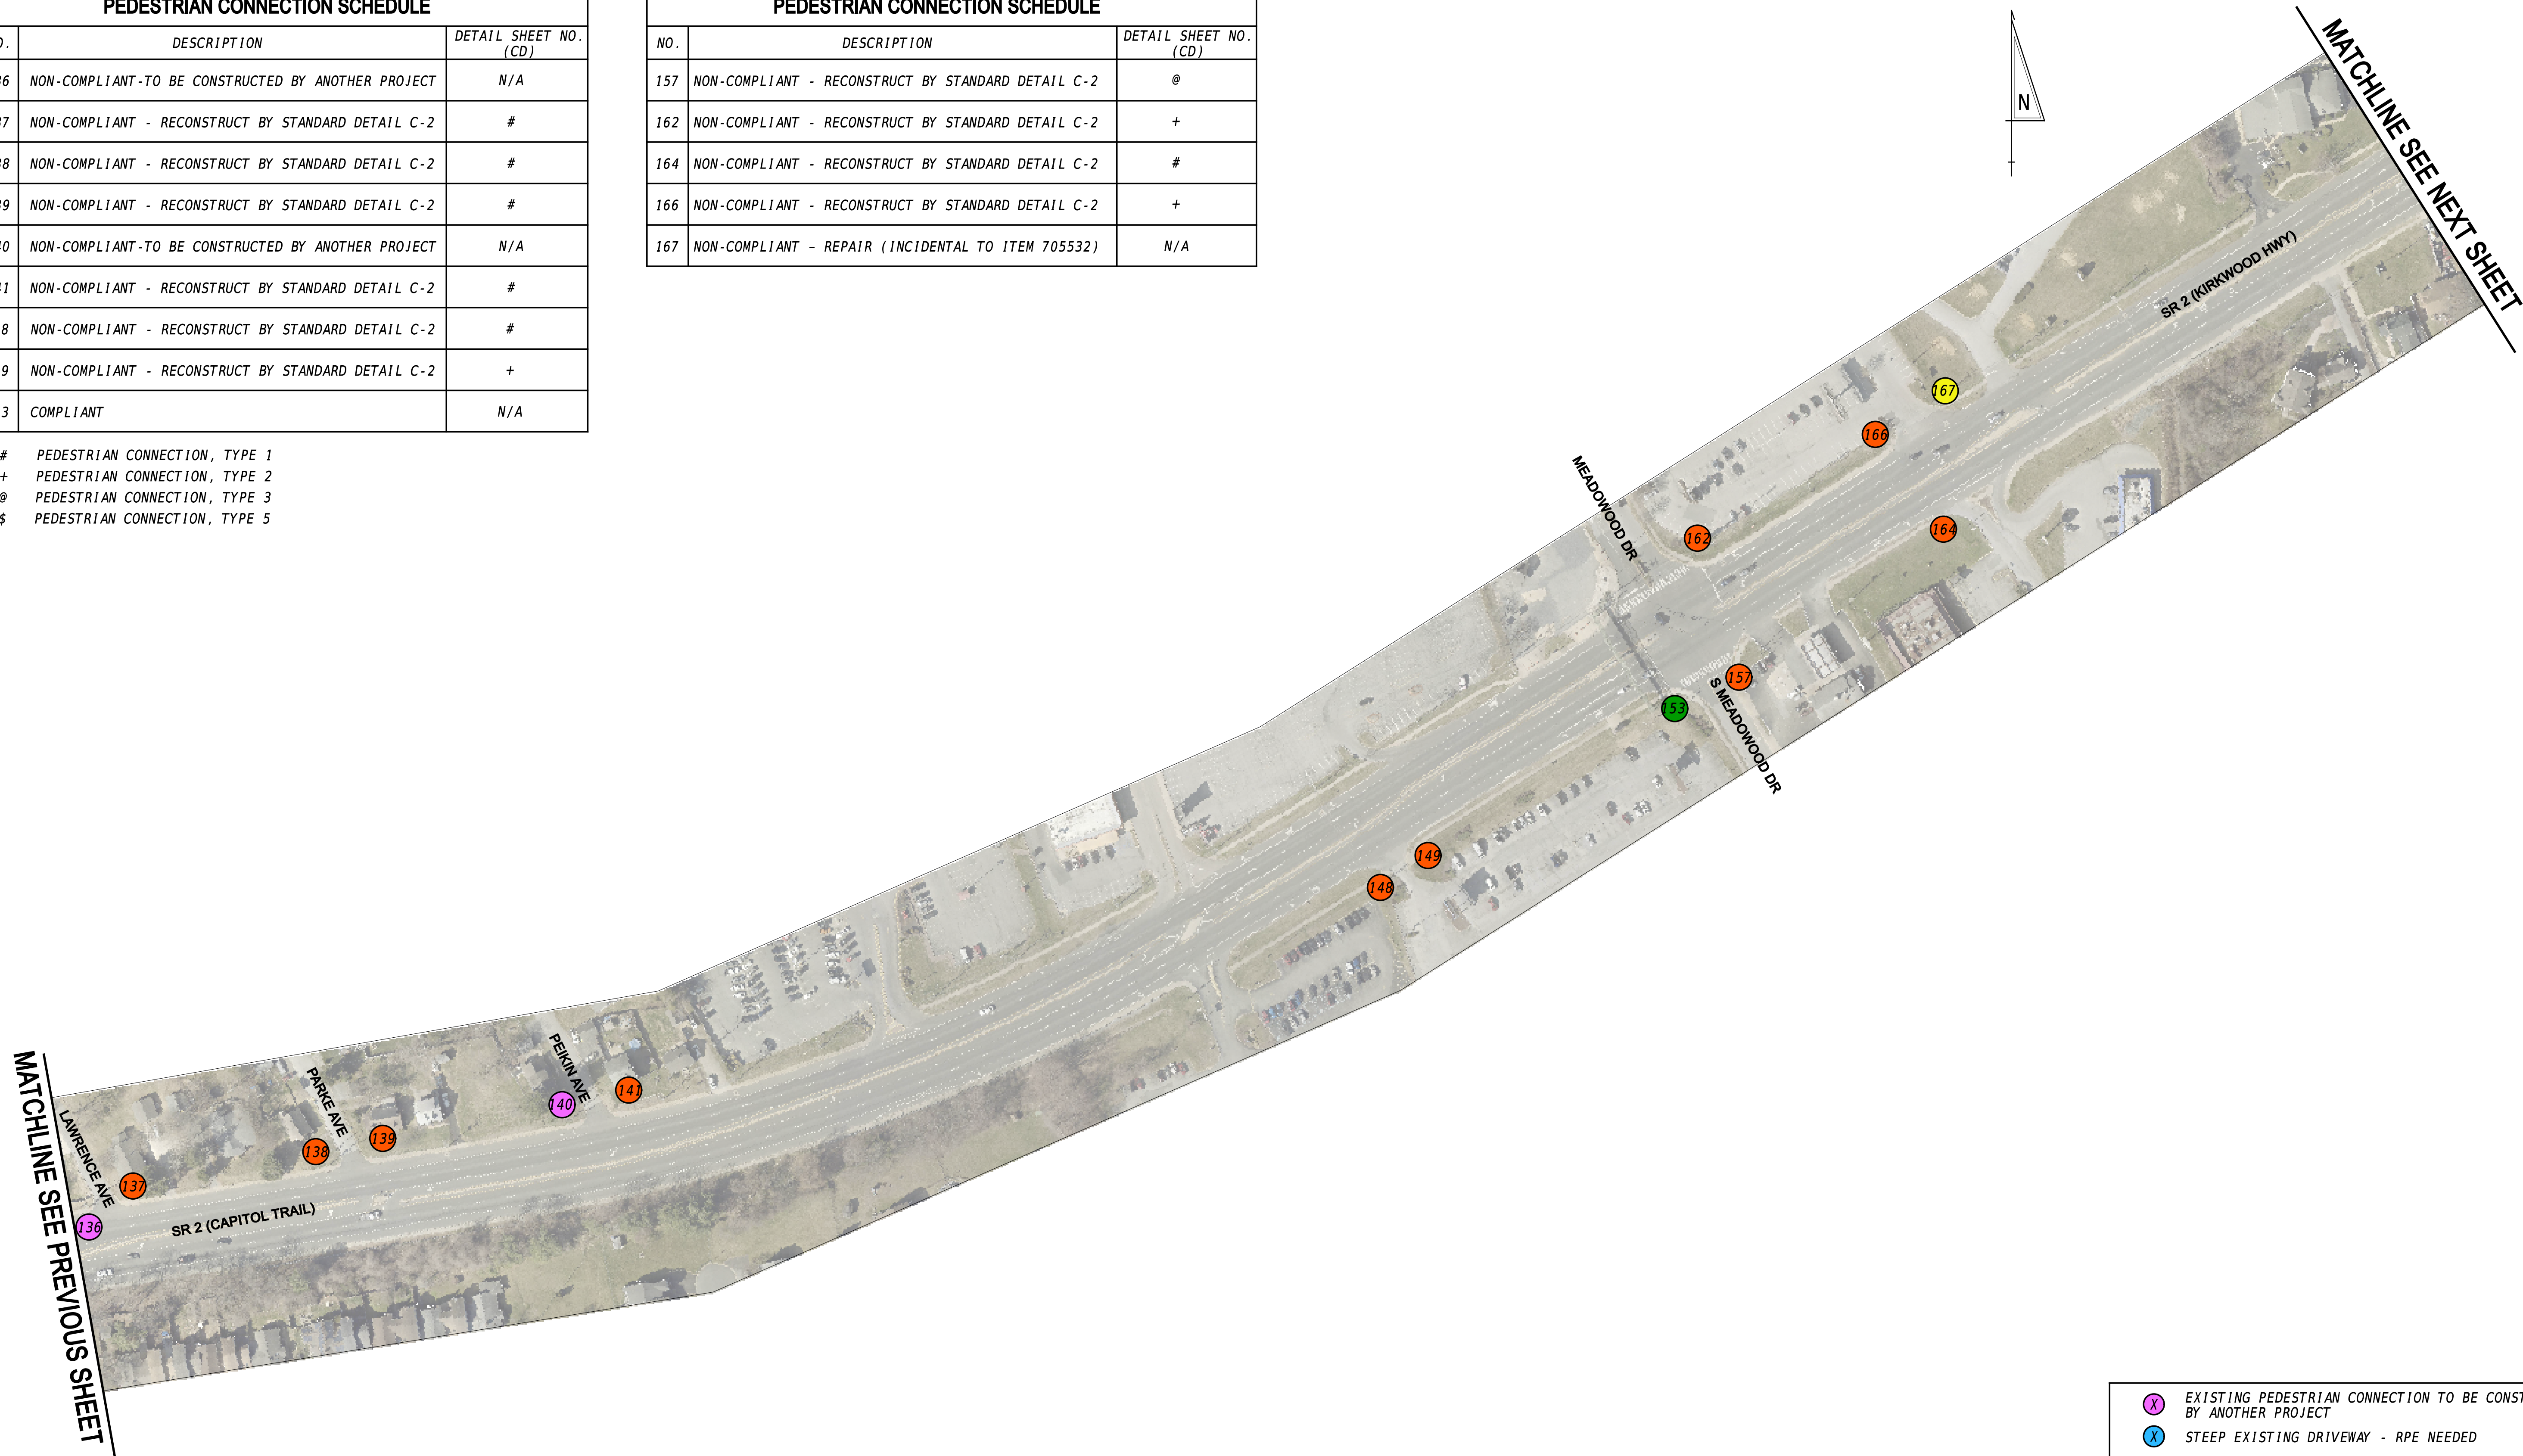 PEDESTRIAN CONNECTION SCHEDULE
DESCRIPTION
DETAIL SHEET NO.
(CD)
NON-COMPLIANT-TO BE CONSTRUCTED BY ANOTHER PROJECT N/A
NON-COMPLIANT - RECONSTRUCT BY STANDARD DETAIL C-2 #
NON-COMPLIANT - RECONSTRUCT BY STANDARD DETAIL C-2 #
NON-COMPLIANT - RECONSTRUCT BY STANDARD DETAIL C-2 #
NON-COMPLIANT-TO BE CONSTRUCTED BY ANOTHER PROJECT N/A
NON-COMPLIANT - RECONSTRUCT BY STANDARD DETAIL C-2 #
NON-COMPLIANT - RECONSTRUCT BY STANDARD DETAIL C-2 #
NON-COMPLIANT - RECONSTRUCT BY STANDARD DETAIL C-2 +
COMPLIANT N/A
# PEDESTRIAN CONNECTION, TYPE 1
+ PEDESTRIAN CONNECTION, TYPE 2
@ PEDESTRIAN CONNECTION, TYPE 3
$ PEDESTRIAN CONNECTION, TYPE 5
PEDESTRIAN CONNECTION SCHEDULE
NO. DESCRIPTION
DETAIL SHEET NO.
(CD)
157 NON-COMPLIANT - RECONSTRUCT BY STANDARD DETAIL C-2 @
162 NON-COMPLIANT - RECONSTRUCT BY STANDARD DETAIL C-2 +
164 NON-COMPLIANT - RECONSTRUCT BY STANDARD DETAIL C-2 #
166 NON-COMPLIANT - RECONSTRUCT BY STANDARD DETAIL C-2 +
167 NON-COMPLIANT – REPAIR (INCIDENTAL TO ITEM 705532) N/A
N
MATCHLINE SEE NEXT SHEET
SR 2 (KIRKWOOD HWY)
167
166
MEADOWOOD DR
162
164
157
153
S MEADOWOOD DR
149
148
PEIKIN AVE
141
140
PARKE AVE
139
138
LAWRENCE AVE
137
136
SR 2 (CAPITOL TRAIL)
MATCHLINE SEE PREVIOUS SHEET
X EXISTING PEDESTRIAN CONNECTION TO BE
BY ANOTHER PROJECT
X STEEP EXISTING DRIVEWAY - RPE NEEDED